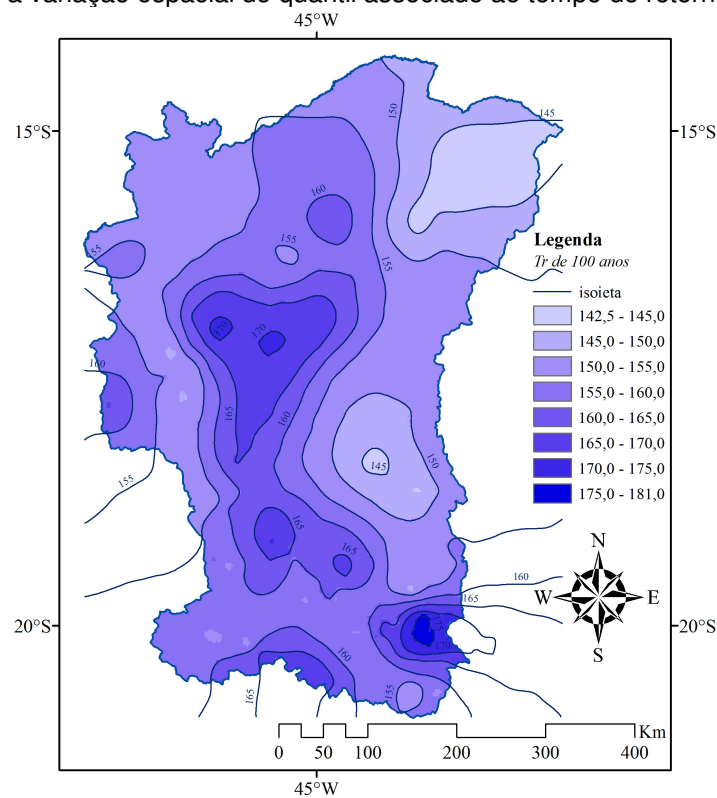 a variação espacial do quantil associado ao tempo de retorn
45°W
15°S
15°S
150
145
160
155
155
155
170
170
160
165
160
150
145
155
165
165
160
165
175
170
160
165
155
Legenda
Tr de 100 anos
isoieta
142,5 - 145,0
145,0 - 150,0
150,0 - 155,0
155,0 - 160,0
160,0 - 165,0
165,0 - 170,0
170,0 - 175,0
175,0 - 181,0
N
W
E
S
20°S
20°S
Km
0 50 100 200 300 400
45°W